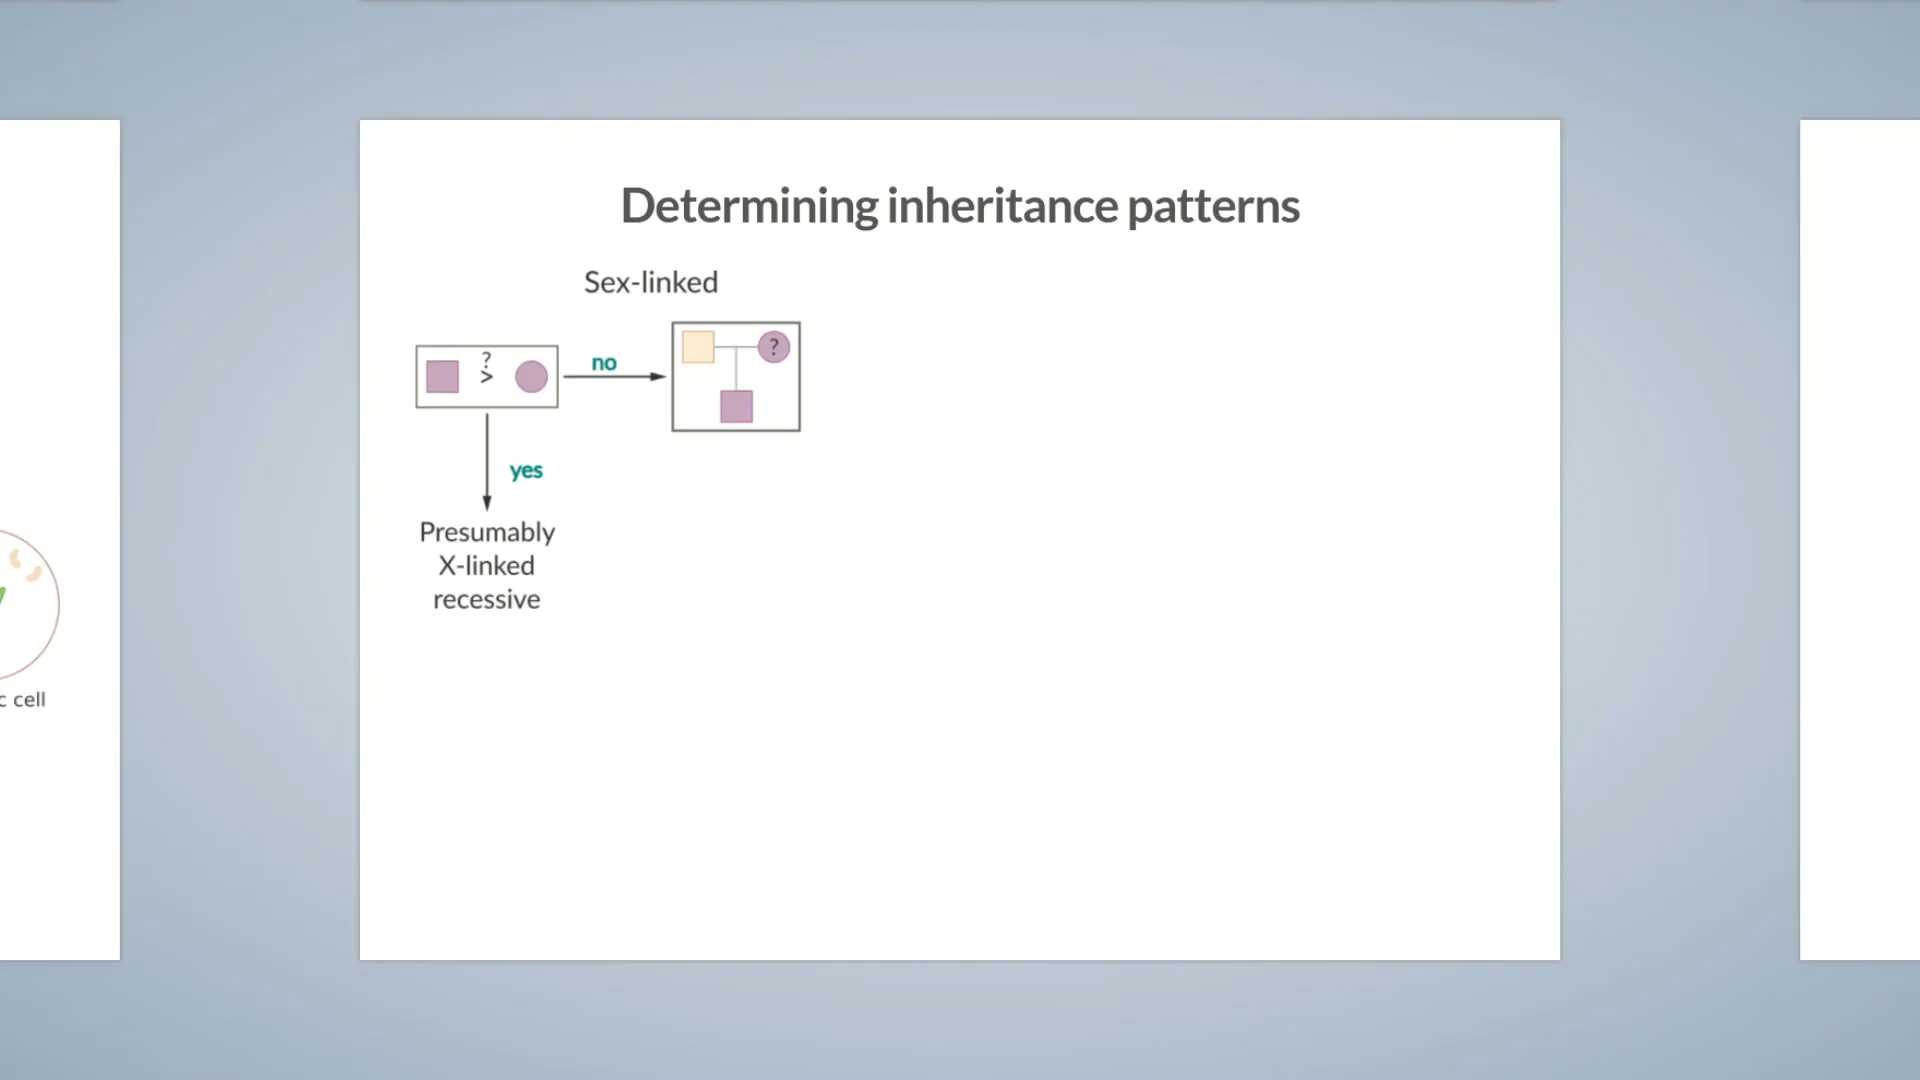 Determining inheritance patterns
Sex-linked
?
>
no
?
yes
Presumably
X-linked
recessive
c cell